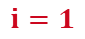 i = 1